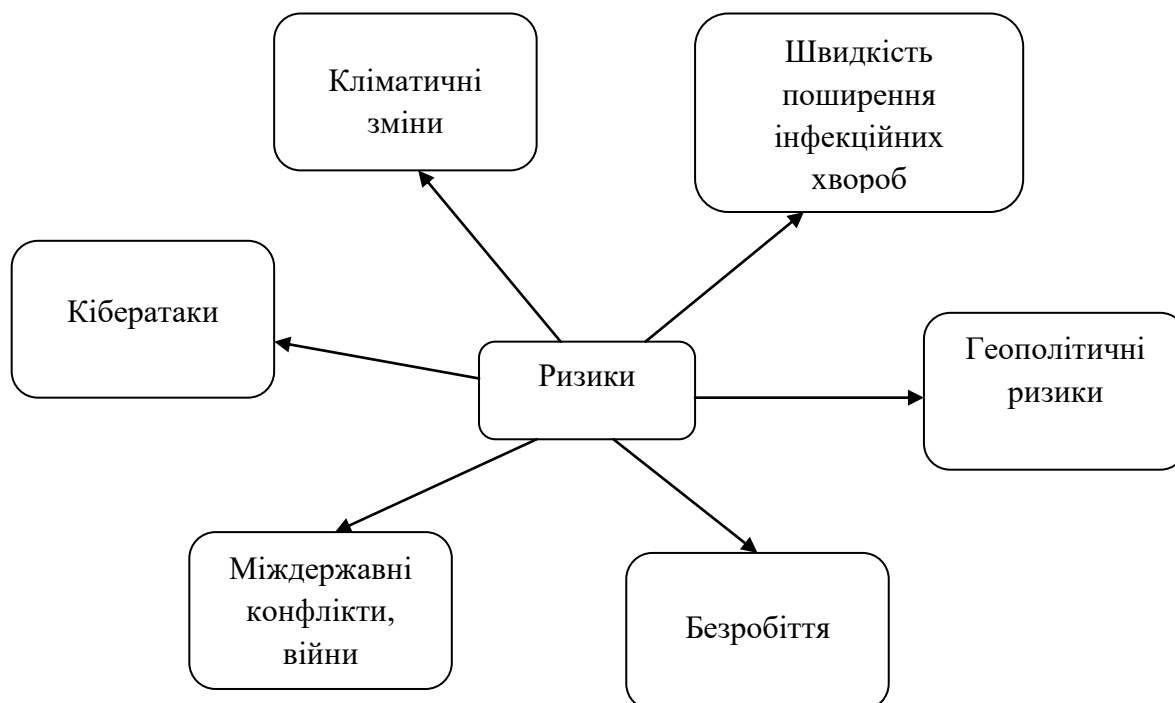 Кліматичні
зміни
Швидкість
поширення
інфекційних
хвороб
Кібератаки
Ризики
Геополітичні
ризики
Міждержавні
конфлікти,
війни
Безробіття